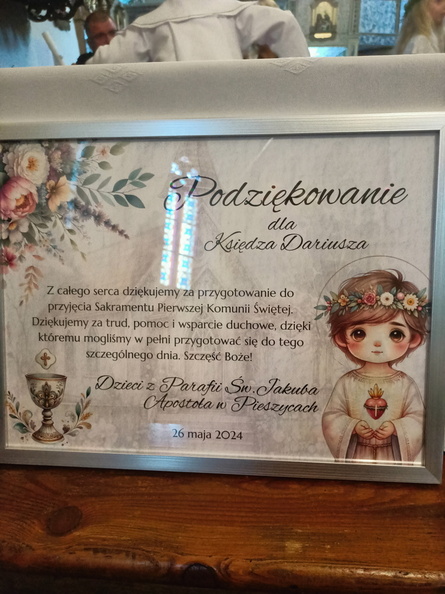 Podziękowanie
dla
Księdza Dariusza
Z całego serca dziękujemy za przygotowanie do
przyjęcia Sakramentu Pierwszej Komunii Świętej.
Dziękujemy za trud, pomoc i wsparcie duchowe, dzięki
któremu mogliśmy w pełni przygotować się do tego
szczególnego dnia. Szczęść Boże!
Dzieci z Parafii Św. Jakuba
Apostoła w Pieszycach
26 maja 2024